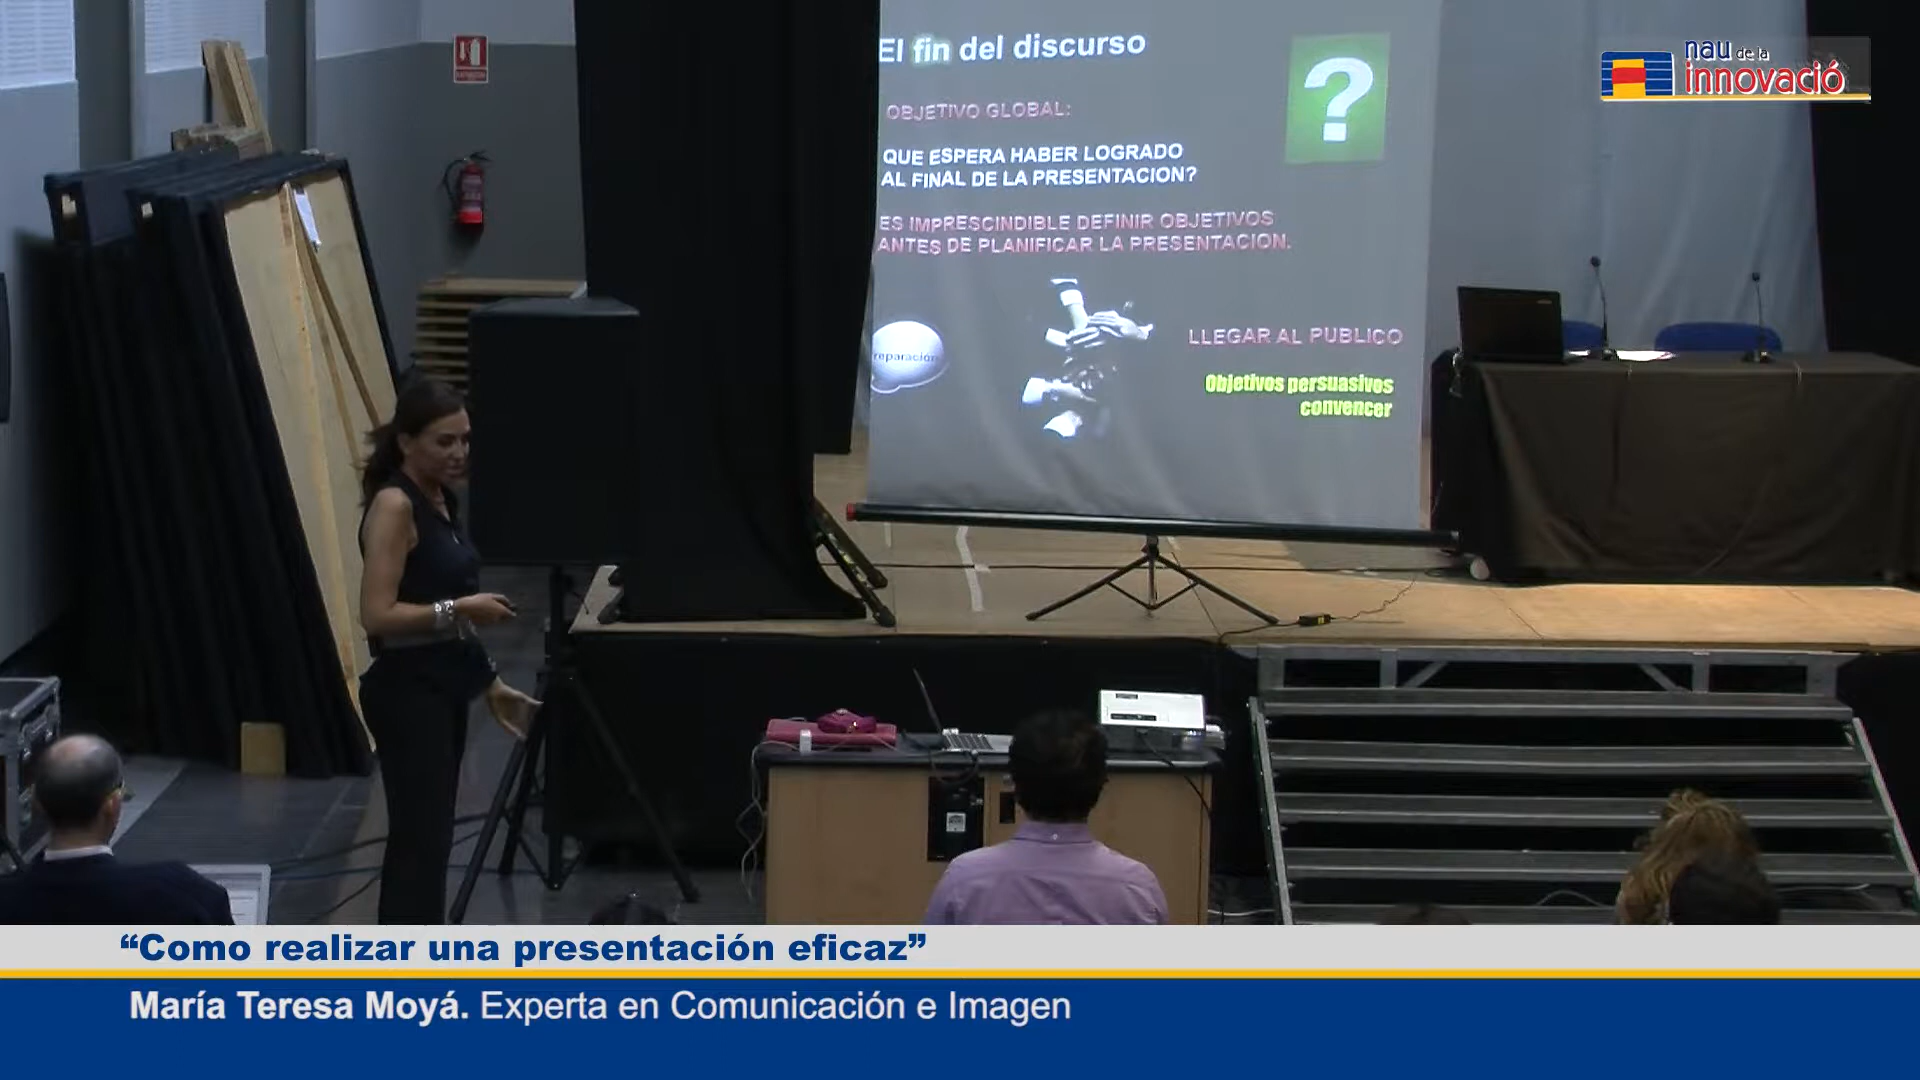 El fin del discurso
OBJETIVO GLOBAL:
QUE ESPERA HABER LOGRADO
AL FINAL DE LA PRESENTACION?
ES IMPRESCINDIBLE DEFINIR OBJETIVOS
ANTES DE PLANIFICAR LA PRESENTACION.
?
reparación
LLEGAR AL PUBLICO
Objetivos persuasivos
convencer
nau de la
innovació
“Como realizar una presentación eficaz”
María Teresa Moyá. Experta en Comunicación e Imagen